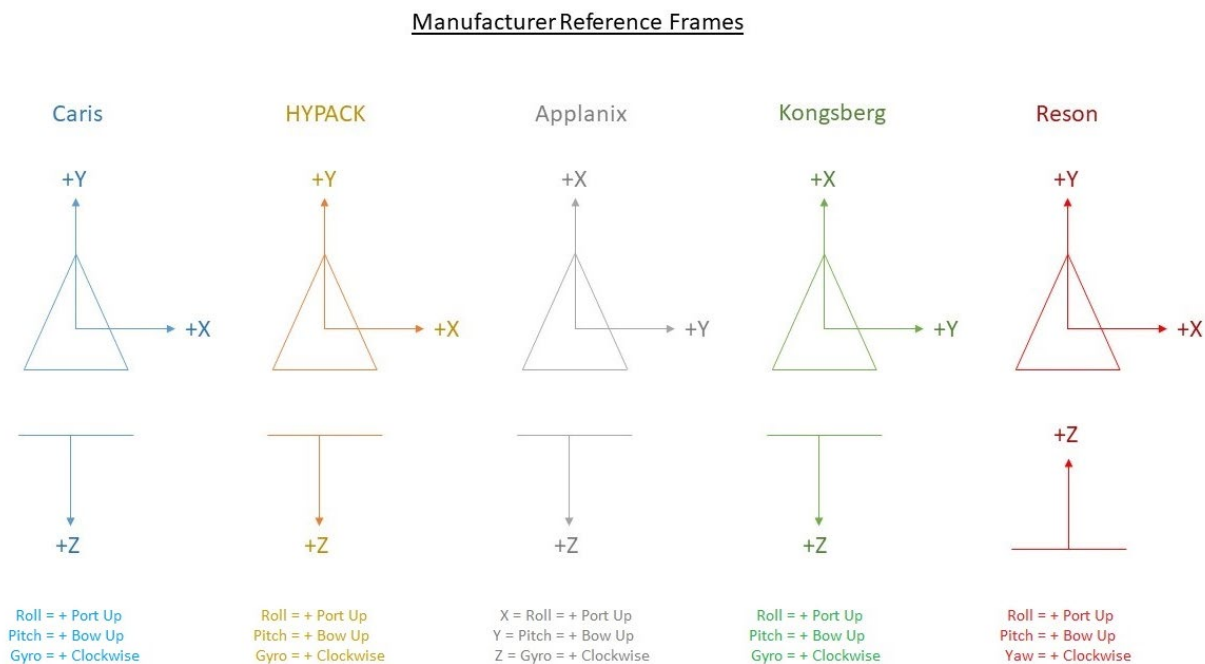 Manufacturer Reference Frames
Caris
HYPACK
Applanix
Kongsberg
Reson
+Y
+Y
+X
+X
+Y
+X
+X
+Y
+Y
+X
+Z
+Z
+Z
+Z
+Z
Roll = + Port Up
Pitch = + Bow Up
Gyro = + Clockwise
Roll = + Port Up
Pitch = + Bow Up
Gyro = + Clockwise
X = Roll = + Port Up
Y = Pitch = + Bow Up
Z = Gyro = + Clockwise
Roll = + Port Up
Pitch = + Bow Up
Gyro = + Clockwise
Roll = + Port Up
Pitch = + Bow Up
Yaw = + Clockwise